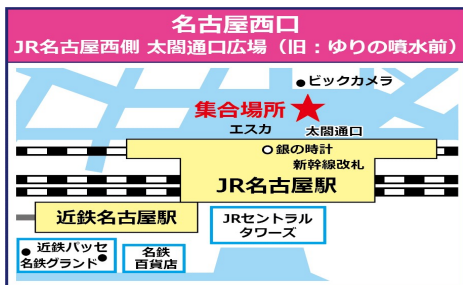 名古屋西口
JR名古屋西側 太閤通口広場（旧：ゆりの噴水前）
ビックカメラ
集合場所
エスカ
太閤通口
銀の時計
新幹線改札
JR名古屋駅
近鉄名古屋駅
JRセントラル
タワーズ
近鉄パッセ
名鉄グランド
名鉄
百貨店